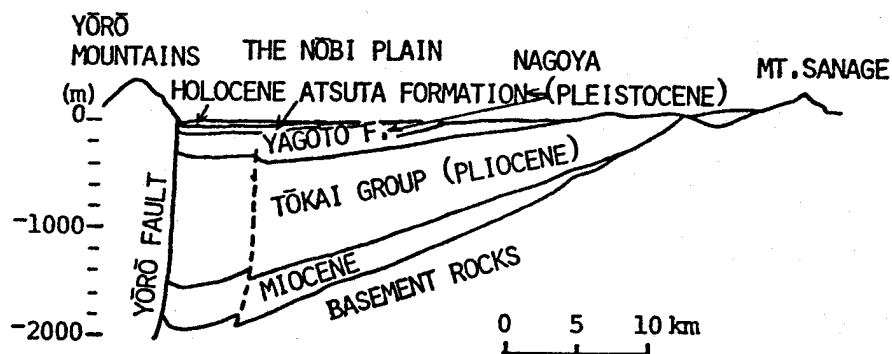 YŌRŌ
MOUNTAINS
THE NŌBI PLAIN
NAGOYA
MT.SANAGE
(m)
HOLOCENE ATSUTA FORMATION (PLEISTOCENE)
0
YAGOTO F.
TŌKAI GROUP (PLIOCENE)
-1000
YŌRŌ FAULT
MIOCENE
BASEMENT ROCKS
-2000
0 5 10 km